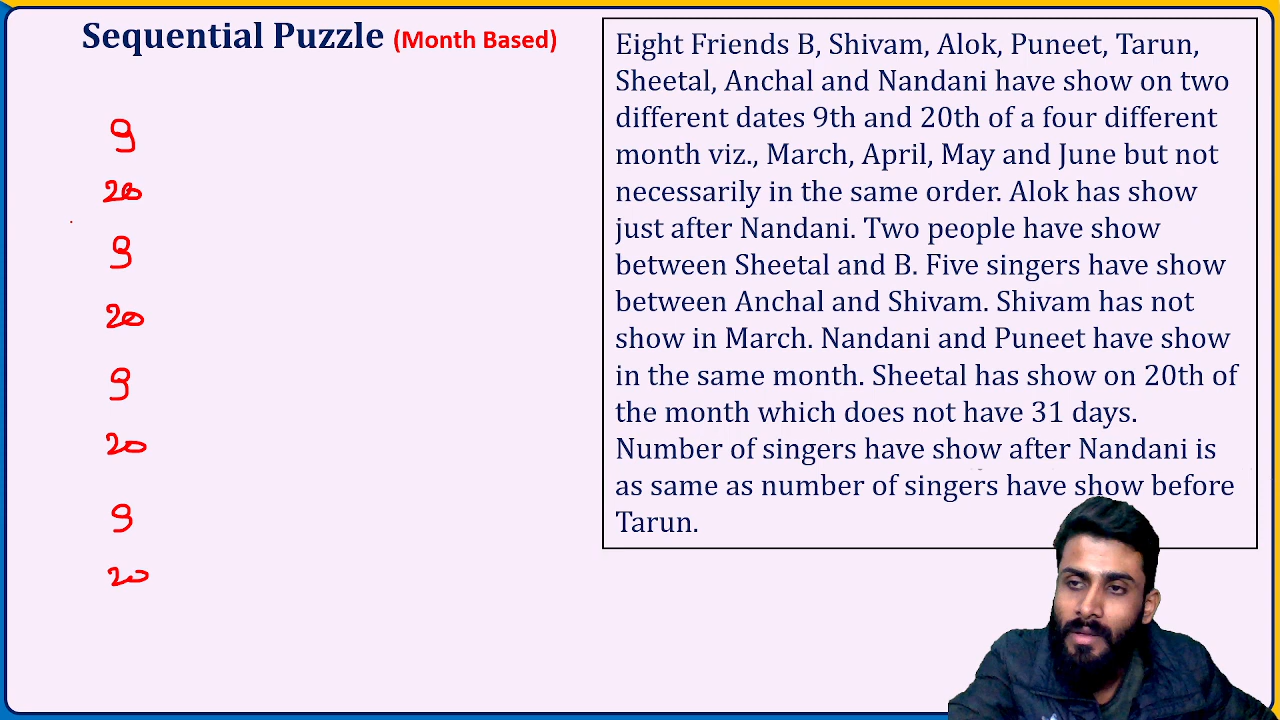 Sequential Puzzle (Month Based)
9
20
9
20
9
20
9
20
Eight Friends B, Shivam, Alok, Puneet, Tarun,
Sheetal, Anchal and Nandani have show on two
different dates 9th and 20th of a four different
month viz., March, April, May and June but not
necessarily in the same order. Alok has show
just after Nandani. Two people have show
between Sheetal and B. Five singers have show
between Anchal and Shivam. Shivam has not
show in March. Nandani and Puneet have show
in the same month. Sheetal has show on 20th of
the month which does not have 31 days.
Number of singers have show after Nandani is
as same as number of singers have show before
Tarun.